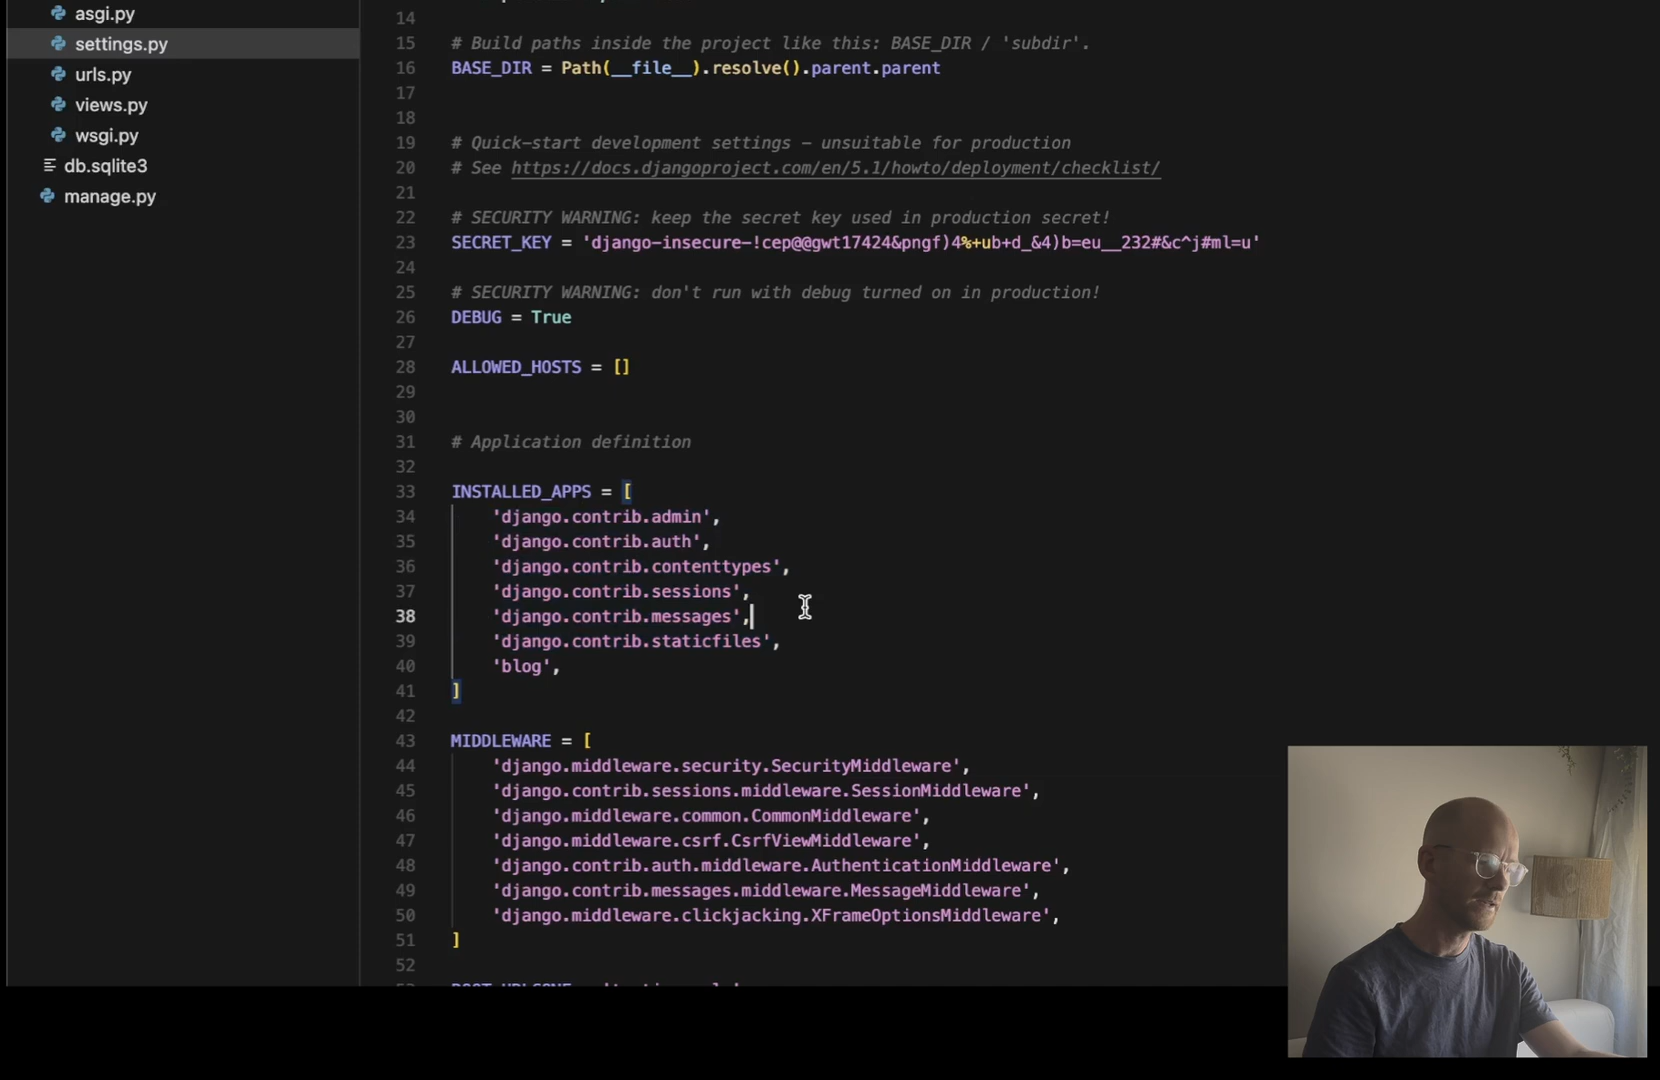 asgi.py
settings.py
urls.py
views.py
wsgi.py
db.sqlite3
manage.py
14
15 # Build paths inside the project like this: BASE_DIR / 'subdir'.
16 BASE_DIR = Path(__file__).resolve().parent.parent
17
18
19 # Quick-start development settings - unsuitable for production
20 # See https://docs.djangoproject.com/en/5.1/howto/deployment/checklist/
21
22 # SECURITY WARNING: keep the secret key used in production secret!
23 SECRET_KEY = 'django-insecure-!cep@@gwt17424&pngf)4%+ub+d_&4)b=eu__232#&c^j#ml=u'
24
25 # SECURITY WARNING: don't run with debug turned on in production!
26 DEBUG = True
27
28 ALLOWED_HOSTS = []
29
30
31 # Application definition
32
33 INSTALLED_APPS = [
34 'django.contrib.admin',
35 'django.contrib.auth',
36 'django.contrib.contenttypes',
37 'django.contrib.sessions',
38 'django.contrib.messages',
39 'django.contrib.staticfiles',
40 'blog',
41 ]
42
43 MIDDLEWARE = [
44 'django.middleware.security.SecurityMiddleware',
45 'django.contrib.sessions.middleware.SessionMiddleware',
46 'django.middleware.common.CommonMiddleware',
47 'django.middleware.csrf.CsrfViewMiddleware',
48 'django.contrib.auth.middleware.AuthenticationMiddleware',
49 'django.contrib.messages.middleware.MessageMiddleware',
50 'django.middleware.clickjacking.XFrameOptionsMiddleware',
51 ]
52